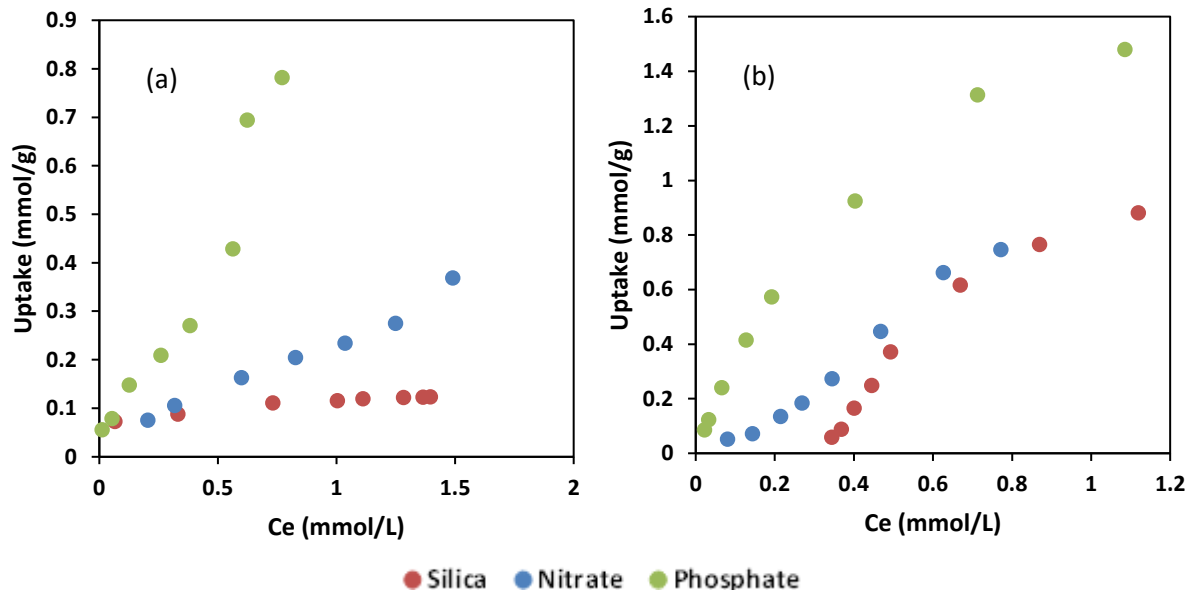 0.9
0.8
0.7
0.6
0.5
0.4
0.3
0.2
0.1
0
Uptake (mmol/g)
(a)
0 0.5 1 1.5 2
Ce (mmol/L)
1.6
1.4
1.2
1
0.8
0.6
0.4
0.2
0
Uptake (mmol/g)
(b)
0 0.2 0.4 0.6 0.8 1 1.2
Ce (mmol/L)
Silica Nitrate Phosphate